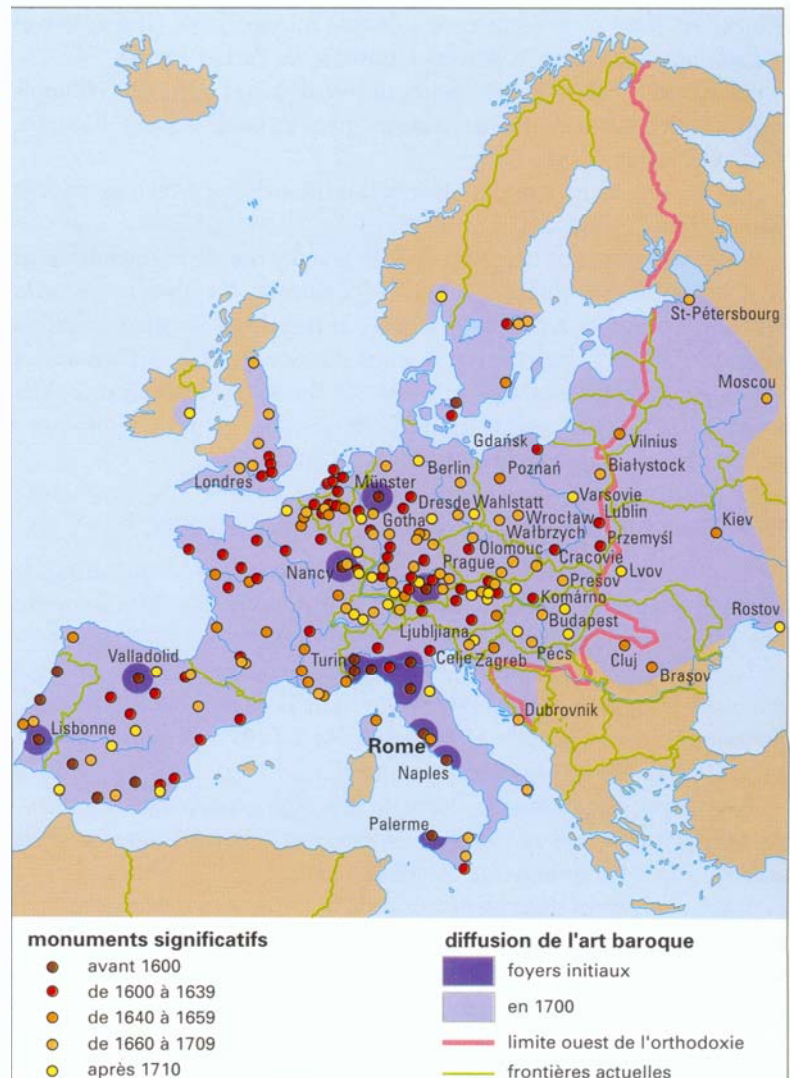 St-Pétersbourg
Moscou
Vilnius
Gdańsk
Białystock
Londres
Münster
Berlin
Poznań
Varsovie
Dresde
Wahlstatt
Lublin
Gotha
Wrocław
Wałbrzych
Przemyśl
Kiev
Olomouc
Prague
Cracovie
Lvov
Nancy
Presov
Komárno
Rostov
Budapest
Ljubljiana
Valladolid
Turin
Celje
Zagreb
Pécs
Cluj
Braşov
Lisbonne
Dubrovnik
Rome
Naples
Palerme
monuments significatifs
avant 1600
de 1600 à 1639
de 1640 à 1659
de 1660 à 1709
après 1710
diffusion de l'art baroque
foyers initiaux
en 1700
limite ouest de l'orthodoxie
frontières actuelles